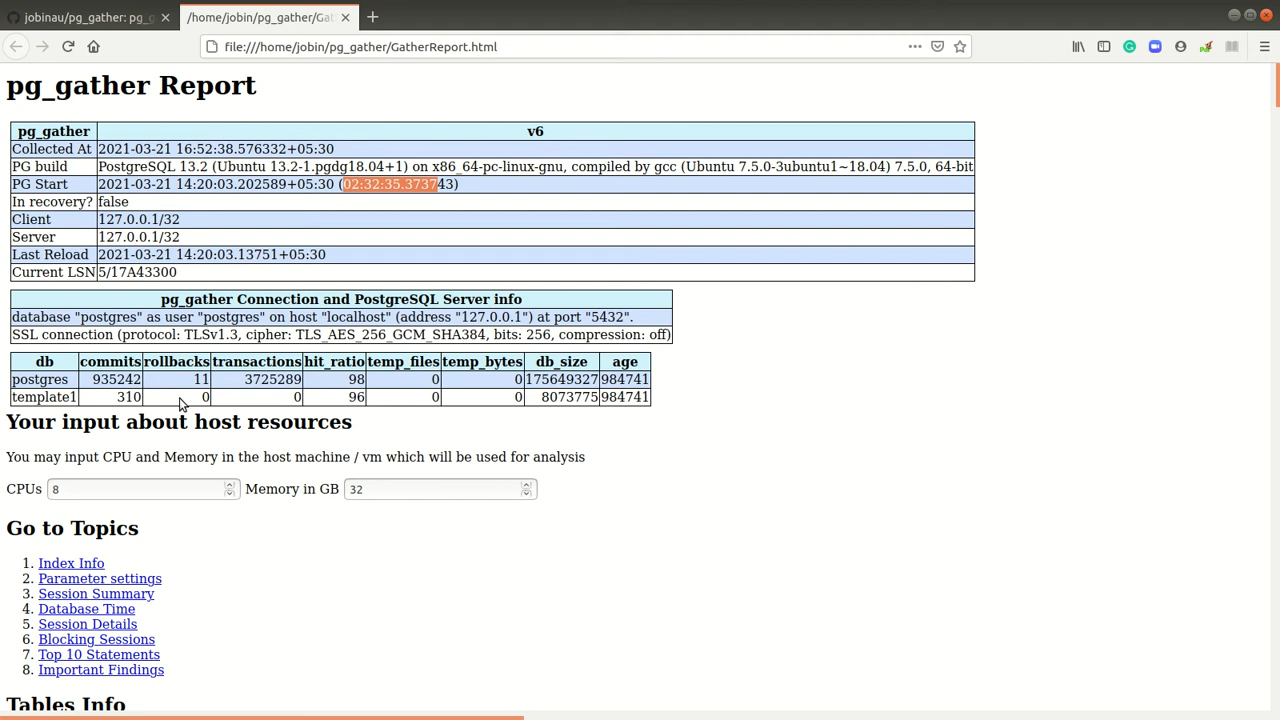 jobinau/pg_gather: pg_g
/home/jobin/pg_gather/Gat
file:///home/jobin/pg_gather/GatherReport.html
pg_gather Report
pg_gather v6
Collected At 2021-03-21 16:52:38.576332+05:30
PG build PostgreSQL 13.2 (Ubuntu 13.2-1.pgdg18.04+1) on x86_64-pc-linux-gnu, compiled by gcc (Ubuntu 7.5.0-3ubuntu1~18.04) 7.5.0, 64-bit
PG Start 2021-03-21 14:20:03.202589+05:30 (02:32:35.373743)
In recovery? false
Client 127.0.0.1/32
Server 127.0.0.1/32
Last Reload 2021-03-21 14:20:03.13751+05:30
Current LSN 5/17A43300
pg_gather Connection and PostgreSQL Server info
database "postgres" as user "postgres" on host "localhost" (address "127.0.0.1") at port "5432".
SSL connection (protocol: TLSv1.3, cipher: TLS_AES_256_GCM_SHA384, bits: 256, compression: off)
db commits rollbacks transactions hit_ratio temp_files temp_bytes db_size age
postgres 935242 11 3725289 98 0 0 175649327 984741
template1 310 0 0 96 0 0 8073775 984741
Your input about host resources
You may input CPU and Memory in the host machine / vm which will be used for analysis
CPUs 8 Memory in GB 32
Go to Topics
1. Index Info
2. Parameter settings
3. Session Summary
4. Database Time
5. Session Details
6. Blocking Sessions
7. Top 10 Statements
8. Important Findings
Tables Info